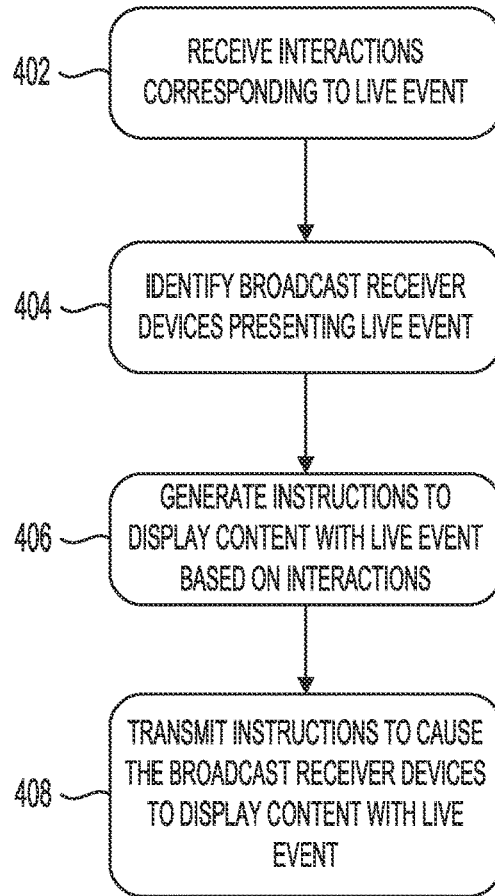 402
RECEIVE INTERACTIONS
CORRESPONDING TO LIVE EVENT
404
IDENTIFY BROADCAST RECEIVER
DEVICES PRESENTING LIVE EVENT
406
GENERATE INSTRUCTIONS TO
DISPLAY CONTENT WITH LIVE EVENT
BASED ON INTERACTIONS
408
TRANSMIT INSTRUCTIONS TO CAUSE
THE BROADCAST RECEIVER DEVICES
TO DISPLAY CONTENT WITH LIVE
EVENT